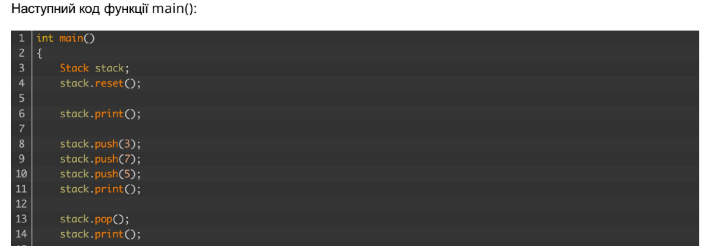 Наступний код функції main():
1 int main()
2 {
3 Stack stack;
4 stack.reset();
5
6 stack.print();
7
8 stack.push(3);
9 stack.push(7);
10 stack.push(5);
11 stack.print();
12
13 stack.pop();
14 stack.print();